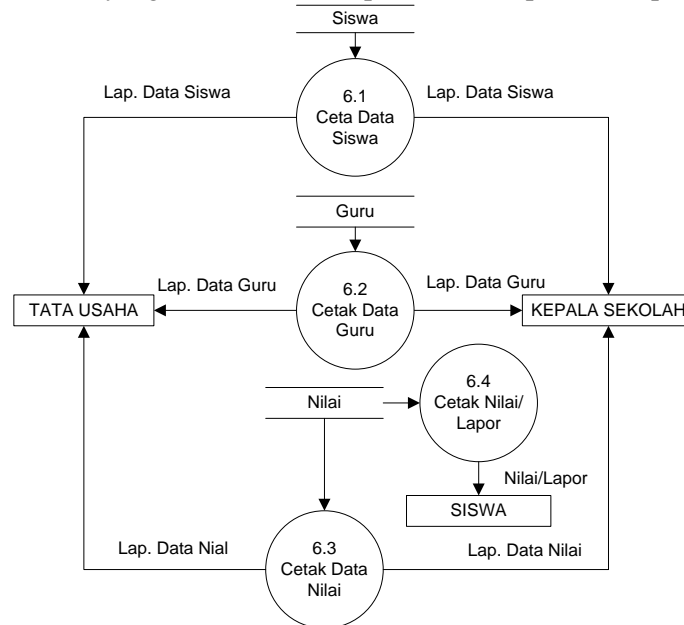 Siswa
Lap. Data Siswa
6.1
Ceta Data
Siswa
Lap. Data Siswa
Guru
Lap. Data Guru
6.2
Cetak Data
Guru
Lap. Data Guru
TATA USAHA
KEPALA SEKOLAH
Nilai
6.4
Cetak Nilai/
Lapor
Nilai/Lapor
SISWA
Lap. Data Nial
6.3
Cetak Data
Nilai
Lap. Data Nilai